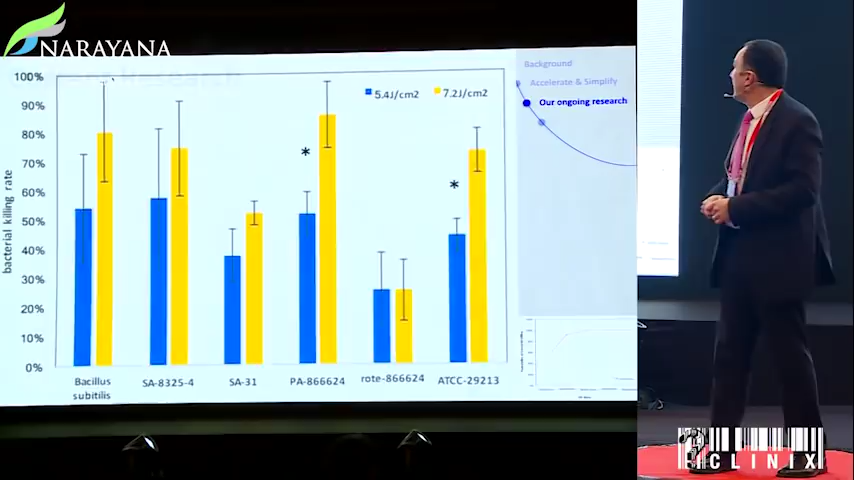 NARAYANA
100%
90%
80%
70%
60%
50%
40%
30%
20%
10%
0%
bacterial killing rate
5.4J/cm2
7.2J/cm2
*
*
Bacillus
subitilis
SA-8325-4
SA-31
PA-866624
rote-866624
ATCC-29213
Background
Accelerate & Simplify
Our ongoing research
CLINIX